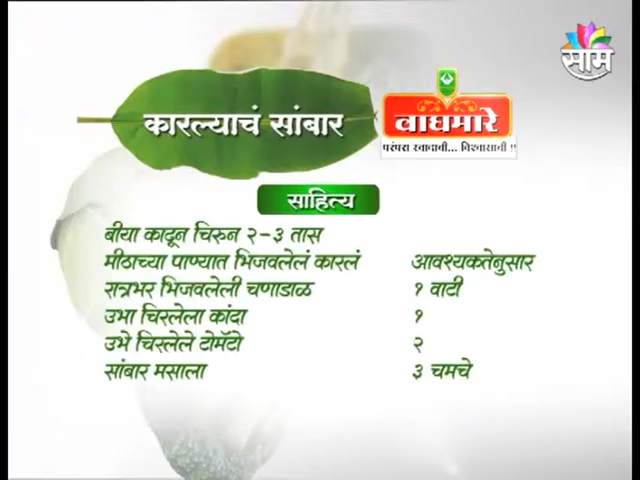 साम
कारल्याचं सांबार
वाघमारे
परंपरा स्वादाची... विश्वासाची !!
साहित्य
बीया काढून चिरुन २-३ तास
मीठाच्या पाण्यात भिजवलेलं कारलं आवश्यकतेनुसार
रात्रभर भिजवलेली चणाडाळ १ वाटी
उभा चिरलेला कांदा १
उभे चिरलेले टोमॅटो २
सांबार मसाला ३ चमचे